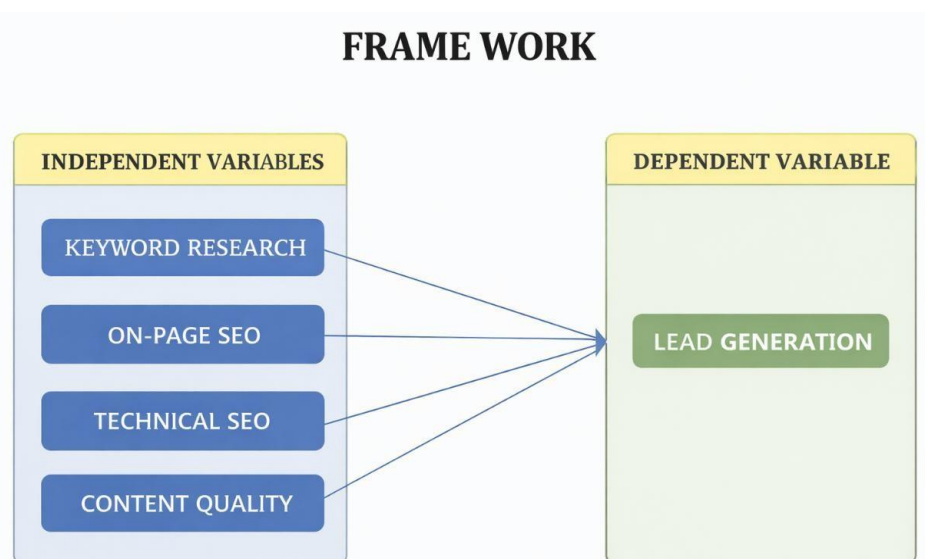 FRAME WORK
INDEPENDENT VARIABLES
KEYWORD RESEARCH
ON-PAGE SEO
TECHNICAL SEO
CONTENT QUALITY
DEPENDENT VARIABLE
LEAD GENERATION